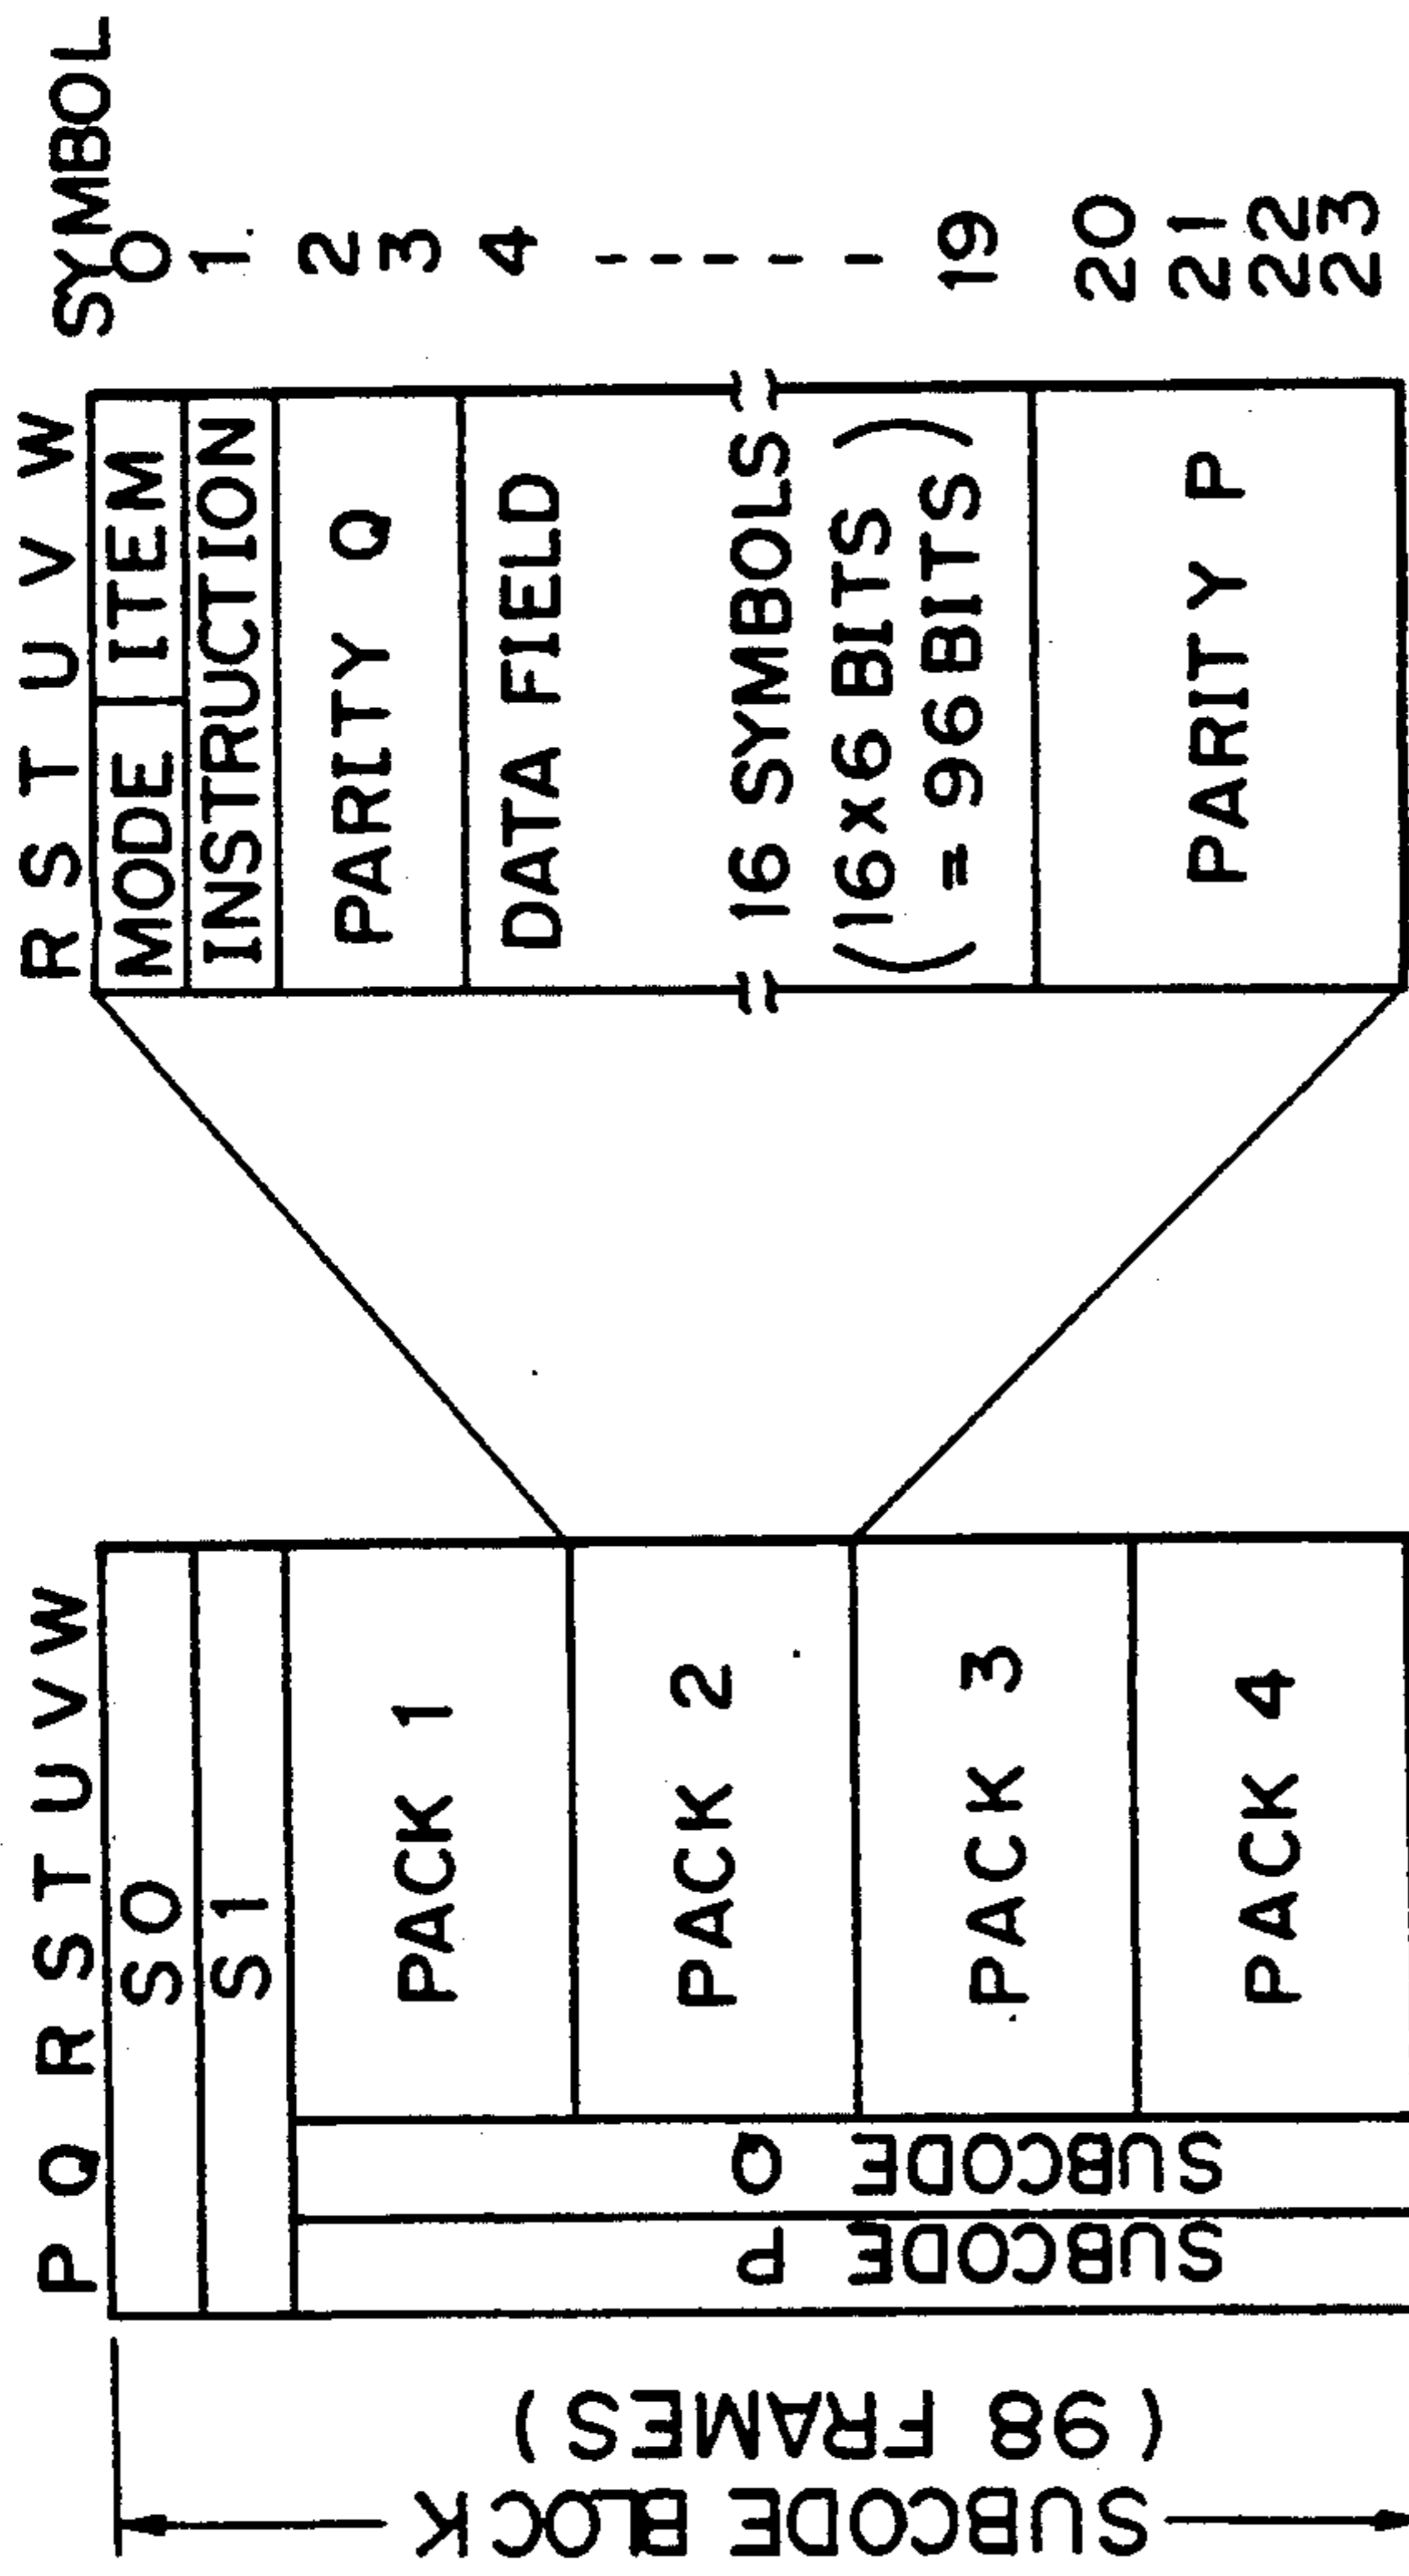 SUBCODE BLOCK
(98 FRAMES)
P Q R S T U V W
S0
S1
SUBCODE P
SUBCODE Q
PACK 1
PACK 2
PACK 3
PACK 4
R S T U V W
SYMBOL
MODE ITEM
0
INSTRUCTION
1
PARITY Q
2
3
DATA FIELD
4
16 SYMBOLS
(16×6 BITS
= 96 BITS)
19
PARITY P
20
21
22
23